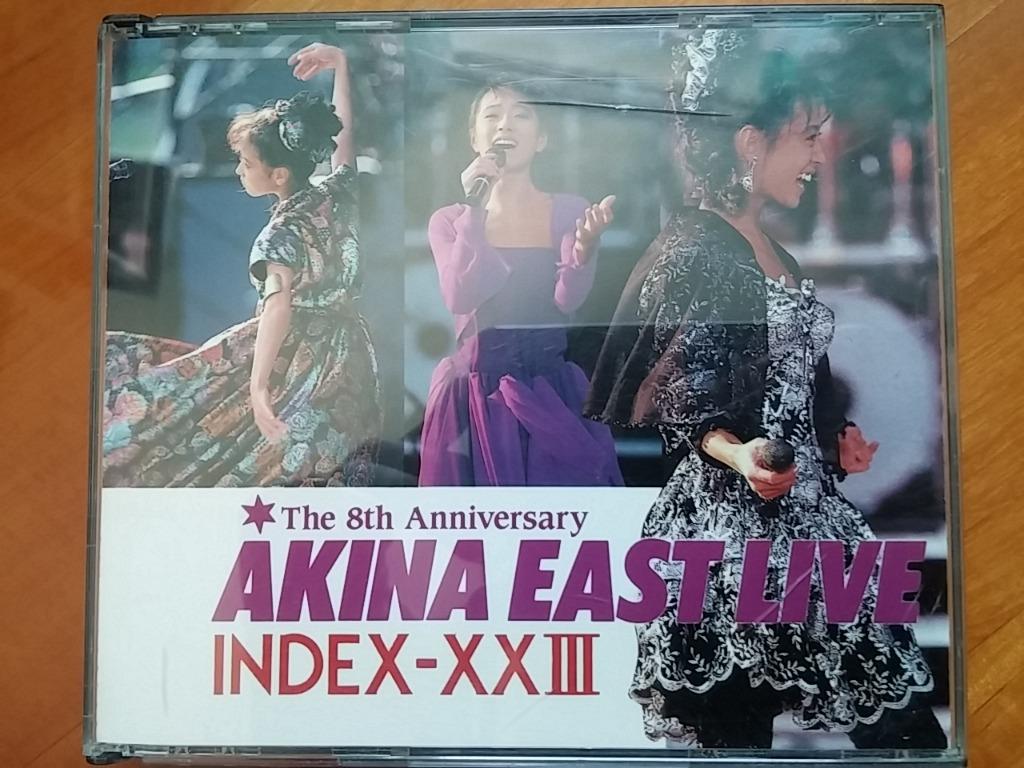 The 8th Anniversary
AKINA EAST LIVE
INDEX-XXIII